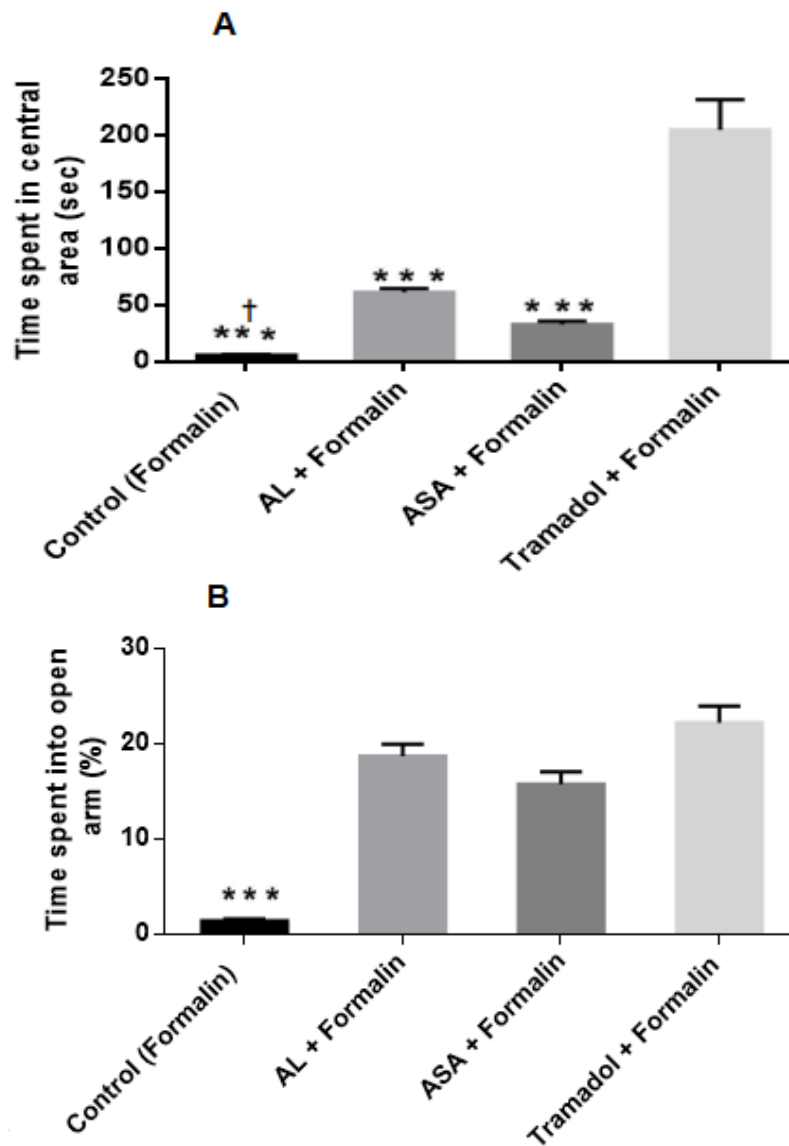 A
Time spent in central
area (sec)
250
200
150
100
50
0
†
***
***
***
Control (Formalin)
AL + Formalin
ASA + Formalin
Tramadol + Formalin
B
Time spent into open
arm (%)
30
20
10
0
***
Control (Formalin)
AL + Formalin
ASA + Formalin
Tramadol + Formalin